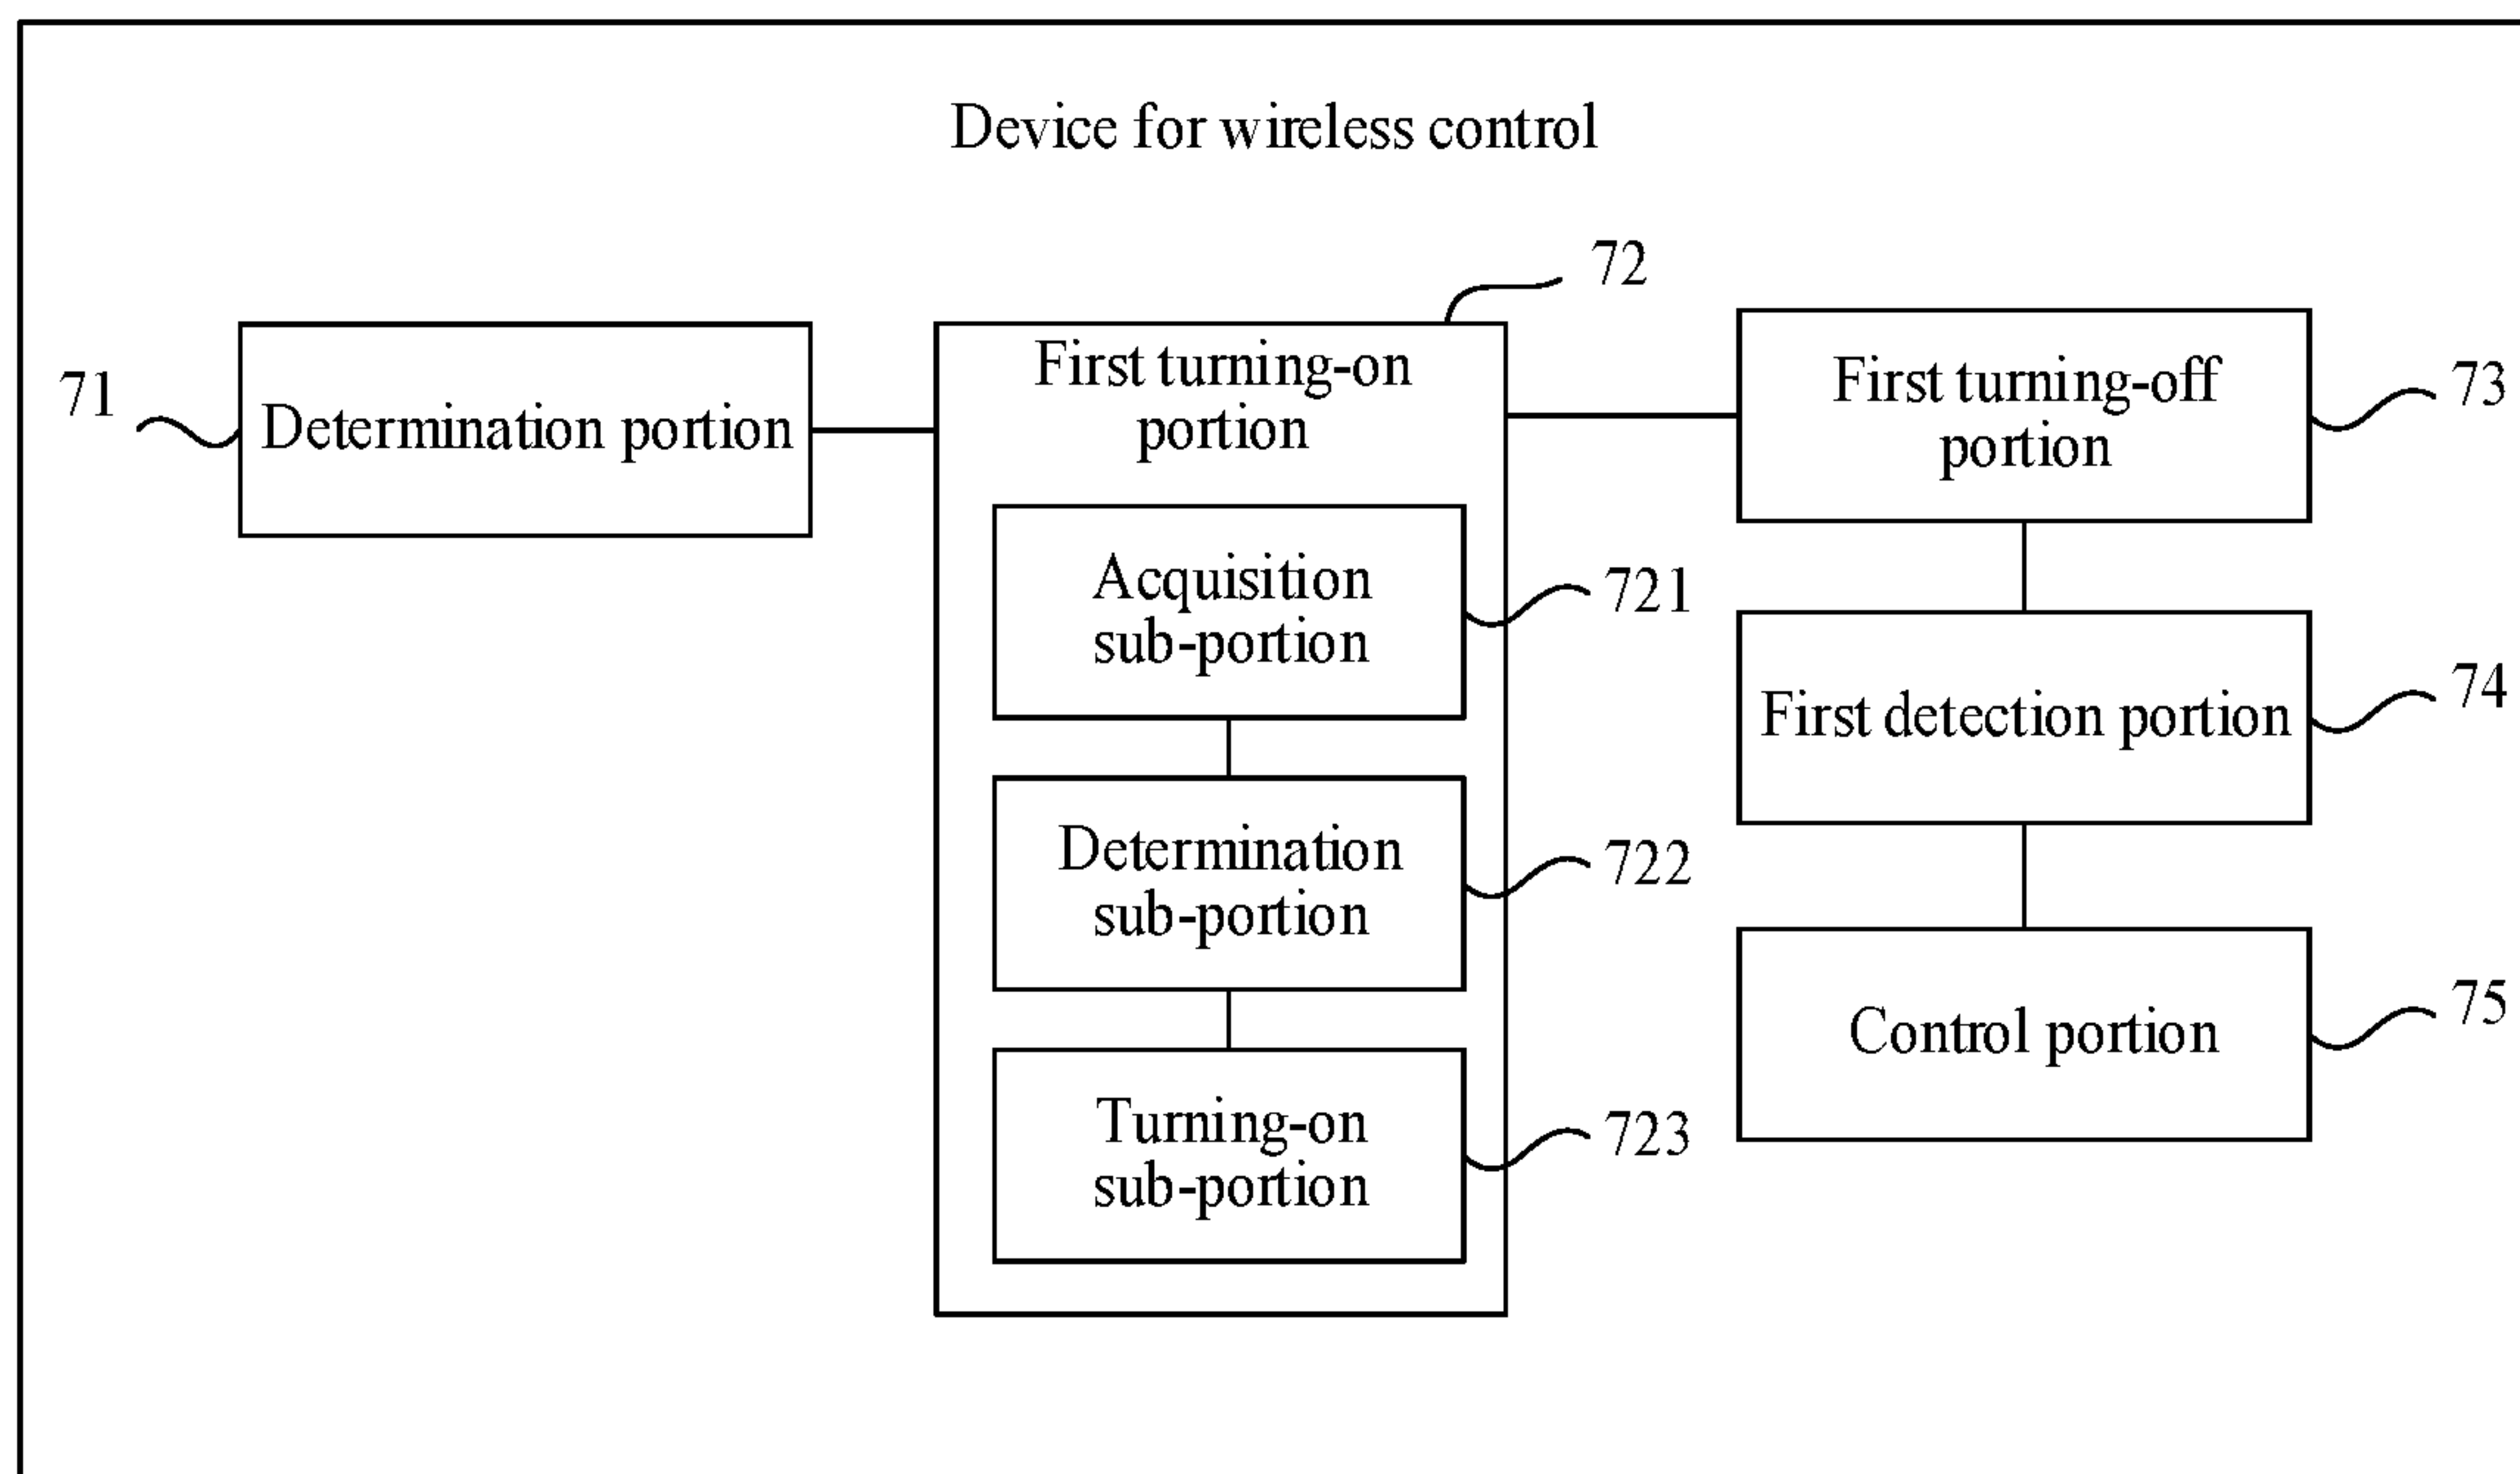 Device for wireless control
72
71
Determination portion
First turning-on
portion
First turning-off
portion
73
Acquisition
sub-portion
721
First detection portion
74
Determination
sub-portion
722
Control portion
75
Turning-on
sub-portion
723